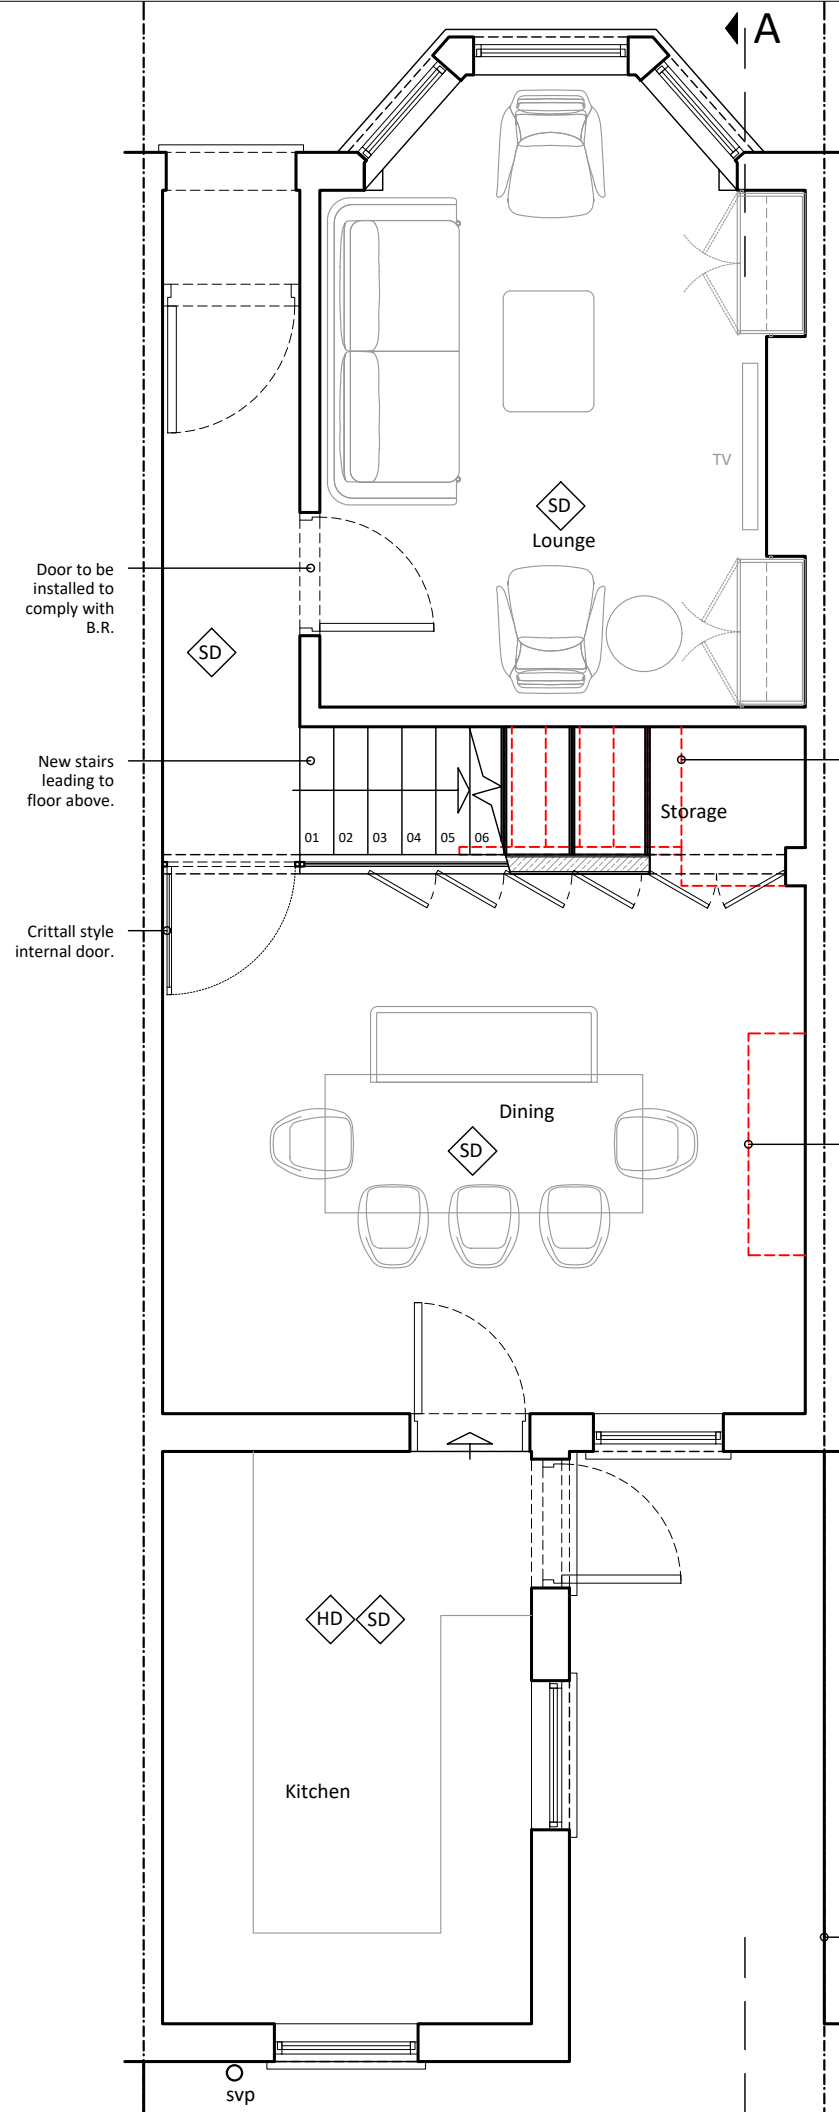 A
TV
SD
Lounge
Door to be
installed to
comply with
B.R.
SD
New stairs
leading to
floor above.
Storage
01 02 03 04 05 06
Crittall style
internal door.
Dining
SD
HD SD
Kitchen
svp